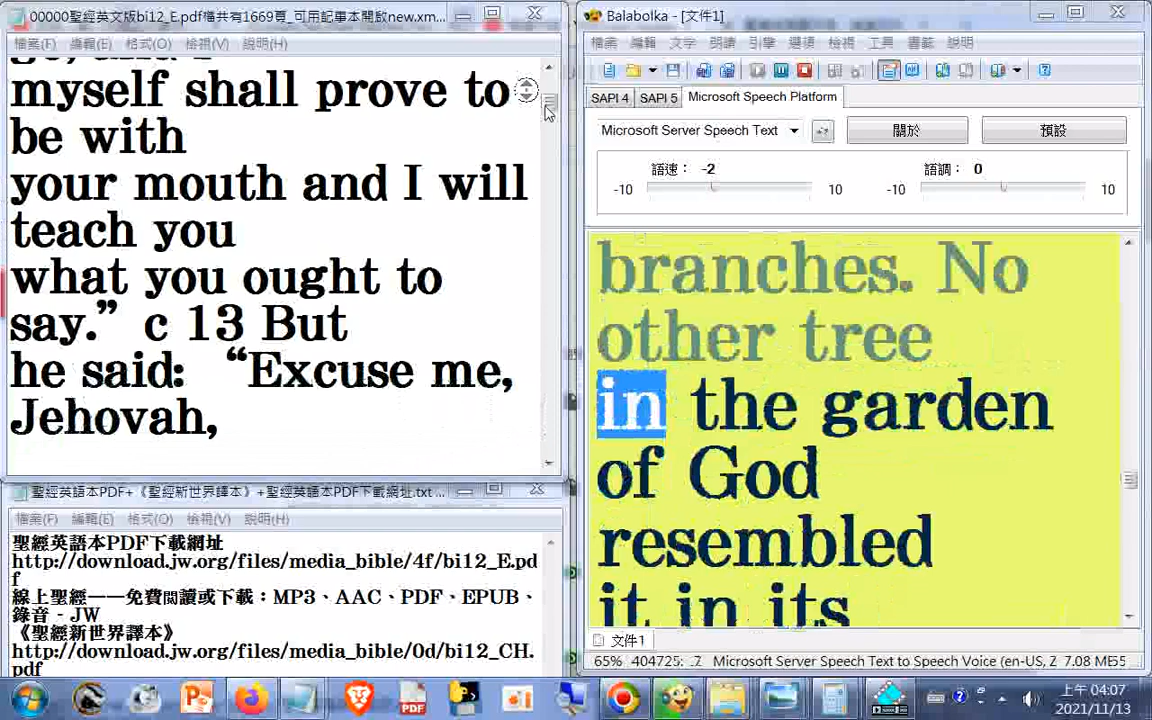 00000聖經英文版bi12_E.pdf檔共有1669頁_可用記事本開啟new.xm...
檔案(F) 編輯(E) 格式(O) 檢視(V) 說明(H)
myself shall prove to
be with
your mouth and I will
teach you
what you ought to
say.” c 13 But
he said: “Excuse me,
Jehovah,
聖經英語本PDF+《聖經新世界譯本》+聖經英語本PDF下載網址.txt ...
檔案(F) 編輯(E) 格式(O) 檢視(V) 說明(H)
聖經英語本PDF下載網址
http://download.jw.org/files/media_bible/4f/bi12_E.pd
f
線上聖經——免費閱讀或下載：MP3、AAC、PDF、EPUB、
錄音 - JW
《聖經新世界譯本》
http://download.jw.org/files/media_bible/0d/bi12_CH.
pdf
Balabolka - [文件1]
檔案 編輯 文字 朗讀 引擎 選項 檢視 工具 書籤 說明
SAPI 4 SAPI 5 Microsoft Speech Platform
Microsoft Server Speech Text 關於 預設
語速： -2 語調： 0
-10 10 -10 10
branches. No
other tree
in the garden
of God
resembled
it in its
文件1
65% Microsoft Server Speech Text to Speech Voice (en-US, Z
上午 04:07
2021/11/13